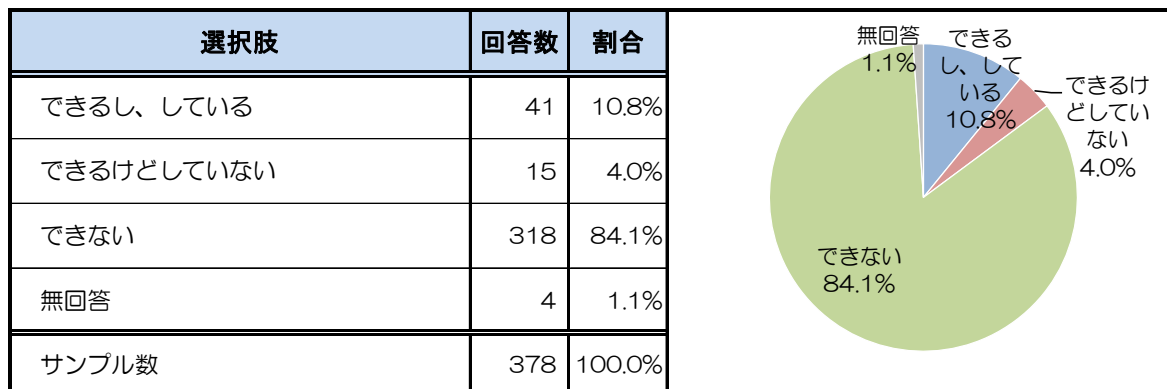 選択肢 回答数 割合
できるし、している 41 10.8%
できるけどしていない 15 4.0%
できない 318 84.1%
無回答 4 1.1%
サンプル数 378 100.0%
無回答
1.1%
できる
し、して
いる
10.8%
できるけ
どしてい
ない
4.0%
できない
84.1%